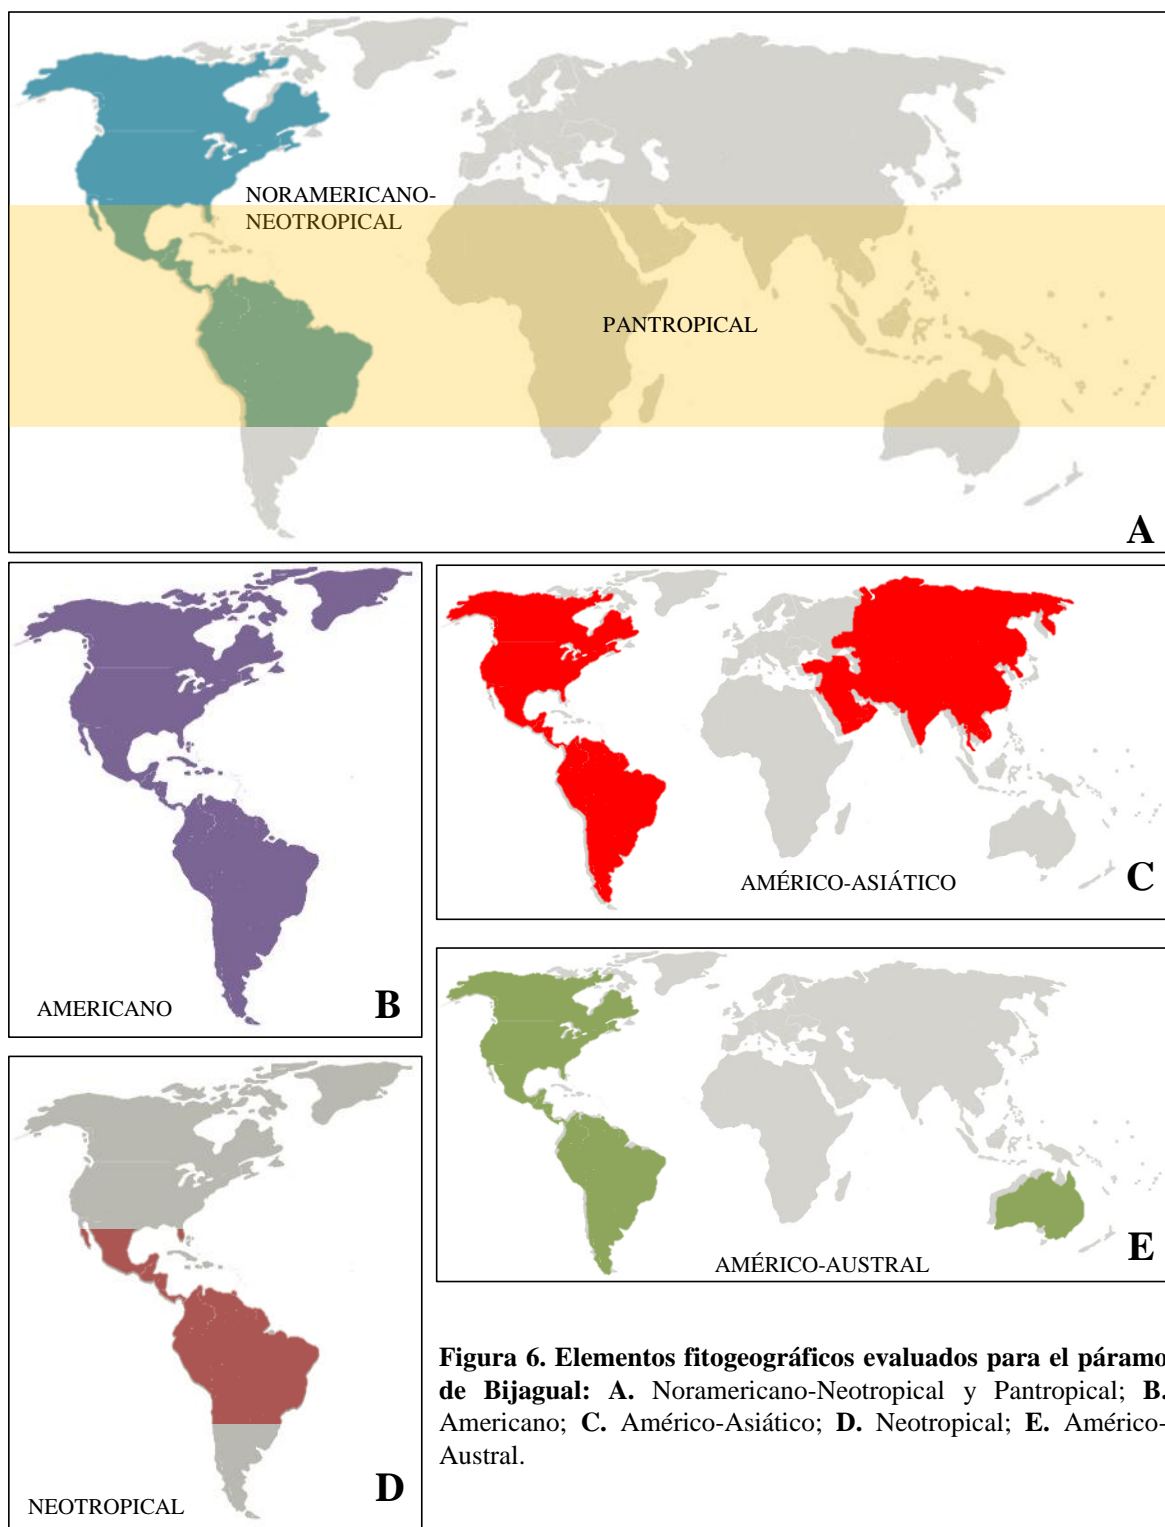 NORAMERICANO-
NEOTROPICAL
PANTROPICAL
A
AMERICANO
B
AMÉRICO-ASIÁTICO
C
NEOTROPICAL
D
AMÉRICO-AUSTRAL
E
Figura 6. Elementos fitogeográficos evaluados para el páramo
de Bijagual: A. Noramericano-Neotropical y Pantropical; B.
Americano; C. Américo-Asiático; D. Neotropical; E. Américo-
Austral.